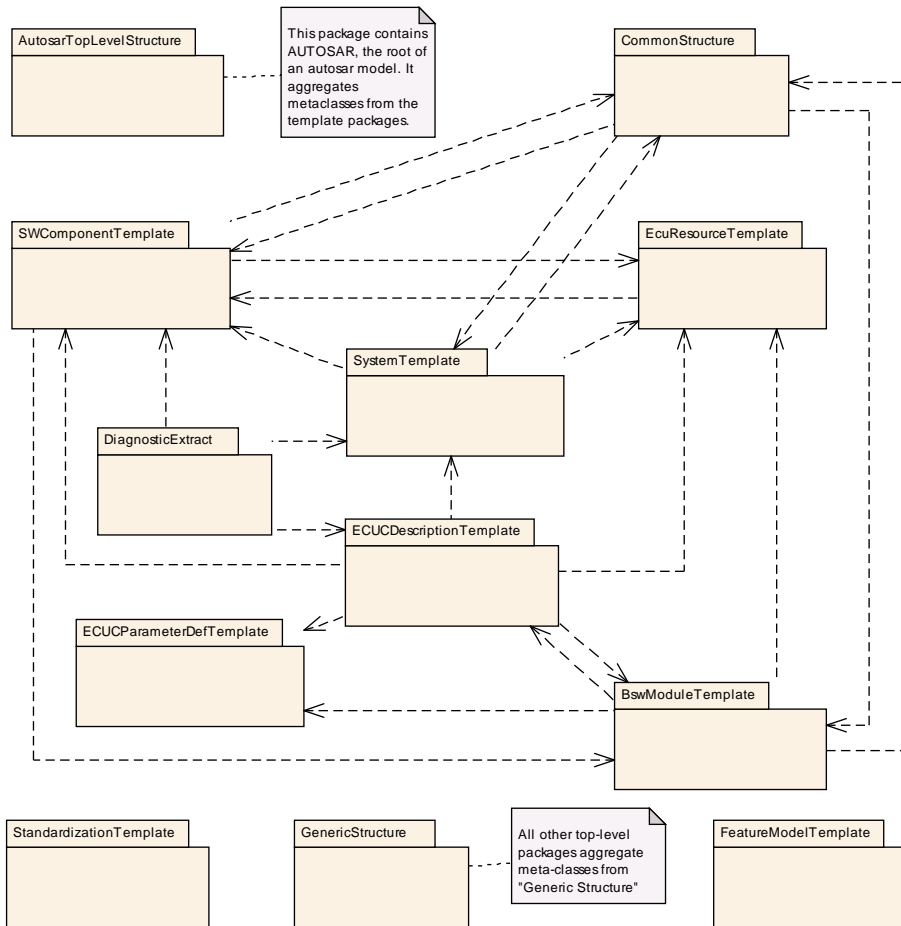 AutosarTopLevelStructure
This package contains
AUTOSAR, the root of
an autosar model. It
aggregates
metaclasses from the
template packages.
CommonStructure
SWComponentTemplate
EcuResourceTemplate
SystemTemplate
DiagnosticExtract
ECUCDescriptionTemplate
ECUCParameterDefTemplate
BswModuleTemplate
StandardizationTemplate
GenericStructure
All other top-level
packages aggregate
meta-classes from
"Generic Structure"
FeatureModelTemplate